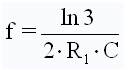 f = ln 3 / (2 · R₁ · C)